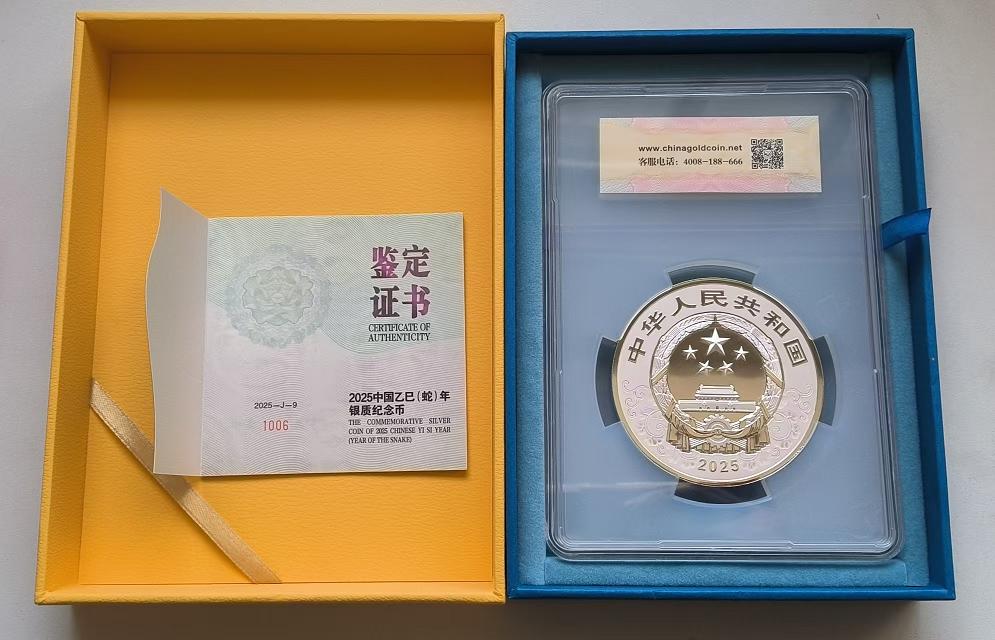 鉴定
证书
CERTIFICATE OF
AUTHENTICITY
2025—J—9
1006
2025中国乙巳(蛇)年
银质纪念币
THE COMMEMORATIVE SILVER
COIN OF 2025 CHINESE YI SI YEAR
(YEAR OF THE SNAKE)
www.chinagoldcoin.net
客服电话：4008-188-666
中华人民共和国
2025